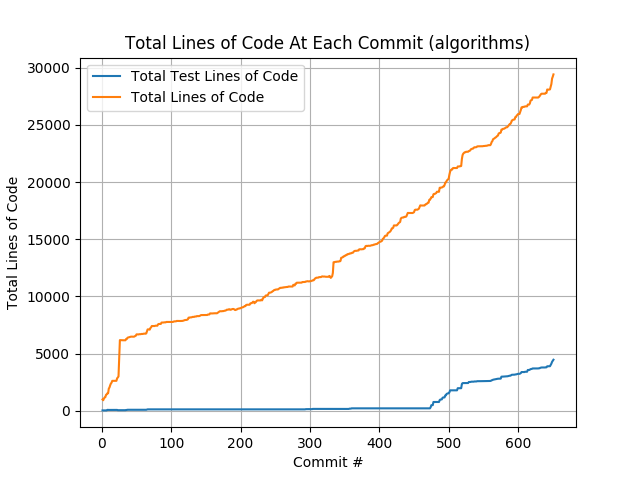 Total Lines of Code At Each Commit (algorithms)
Total Test Lines of Code
Total Lines of Code
Total Lines of Code
30000
25000
20000
15000
10000
5000
0
0 100 200 300 400 500 600
Commit #